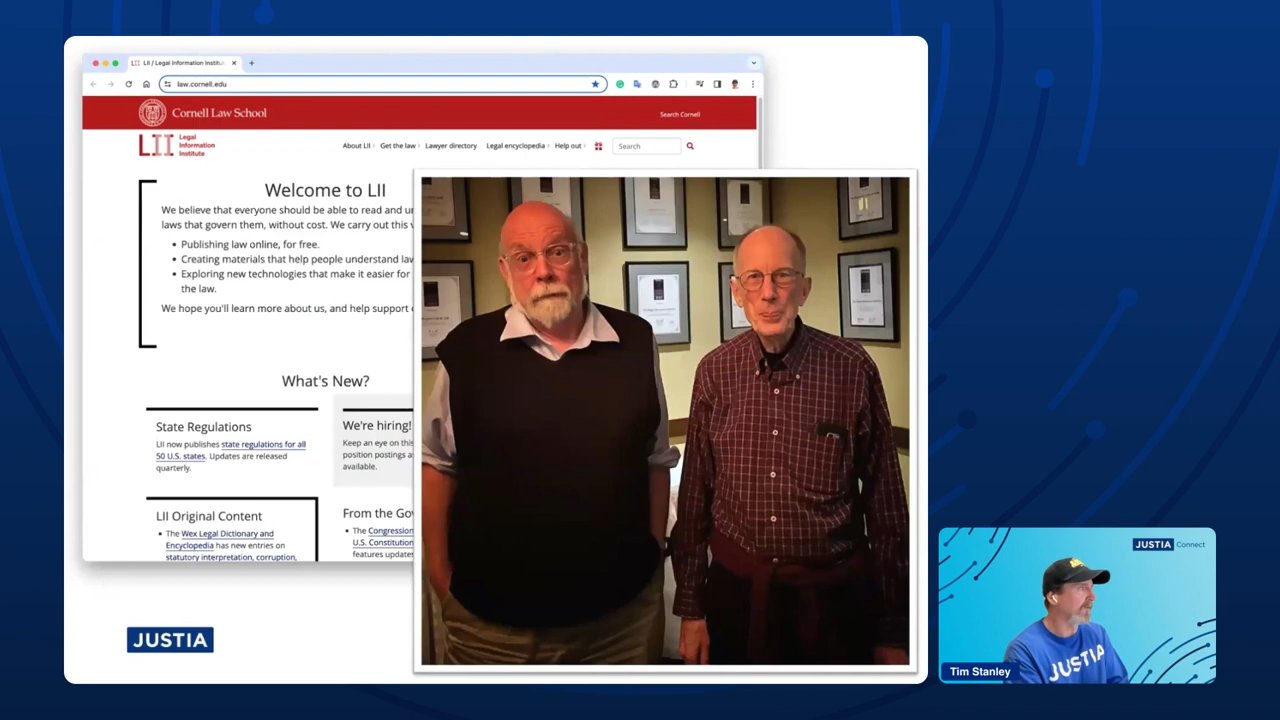 LII / Legal Information Institu
law.cornell.edu
Cornell Law School
Search Cornell
LII
Legal
Information
Institute
About LII
Get the law
Lawyer directory
Legal encyclopedia
Help out
Search
Welcome to LII
We believe that everyone should be able to read and
laws that govern them, without cost. We carry out this
• Publishing law online, for free.
• Creating materials that help people understand law
• Exploring new technologies that make it easier for
the law.
We hope you'll learn more about us, and help support
What's New?
State Regulations
LII now publishes state regulations for all
50 U.S. states. Updates are released
quarterly.
We're hiring!
Keep an eye on this
position postings
available.
LII Original Content
• The Wex Legal Dictionary and
Encyclopedia has new entries on
statutory interpretation, corruption,
From the Gov
• The Congression
U.S. Constitution
features updates
JUSTIA
JUSTIA Connect
JUSTIA
Tim Stanley